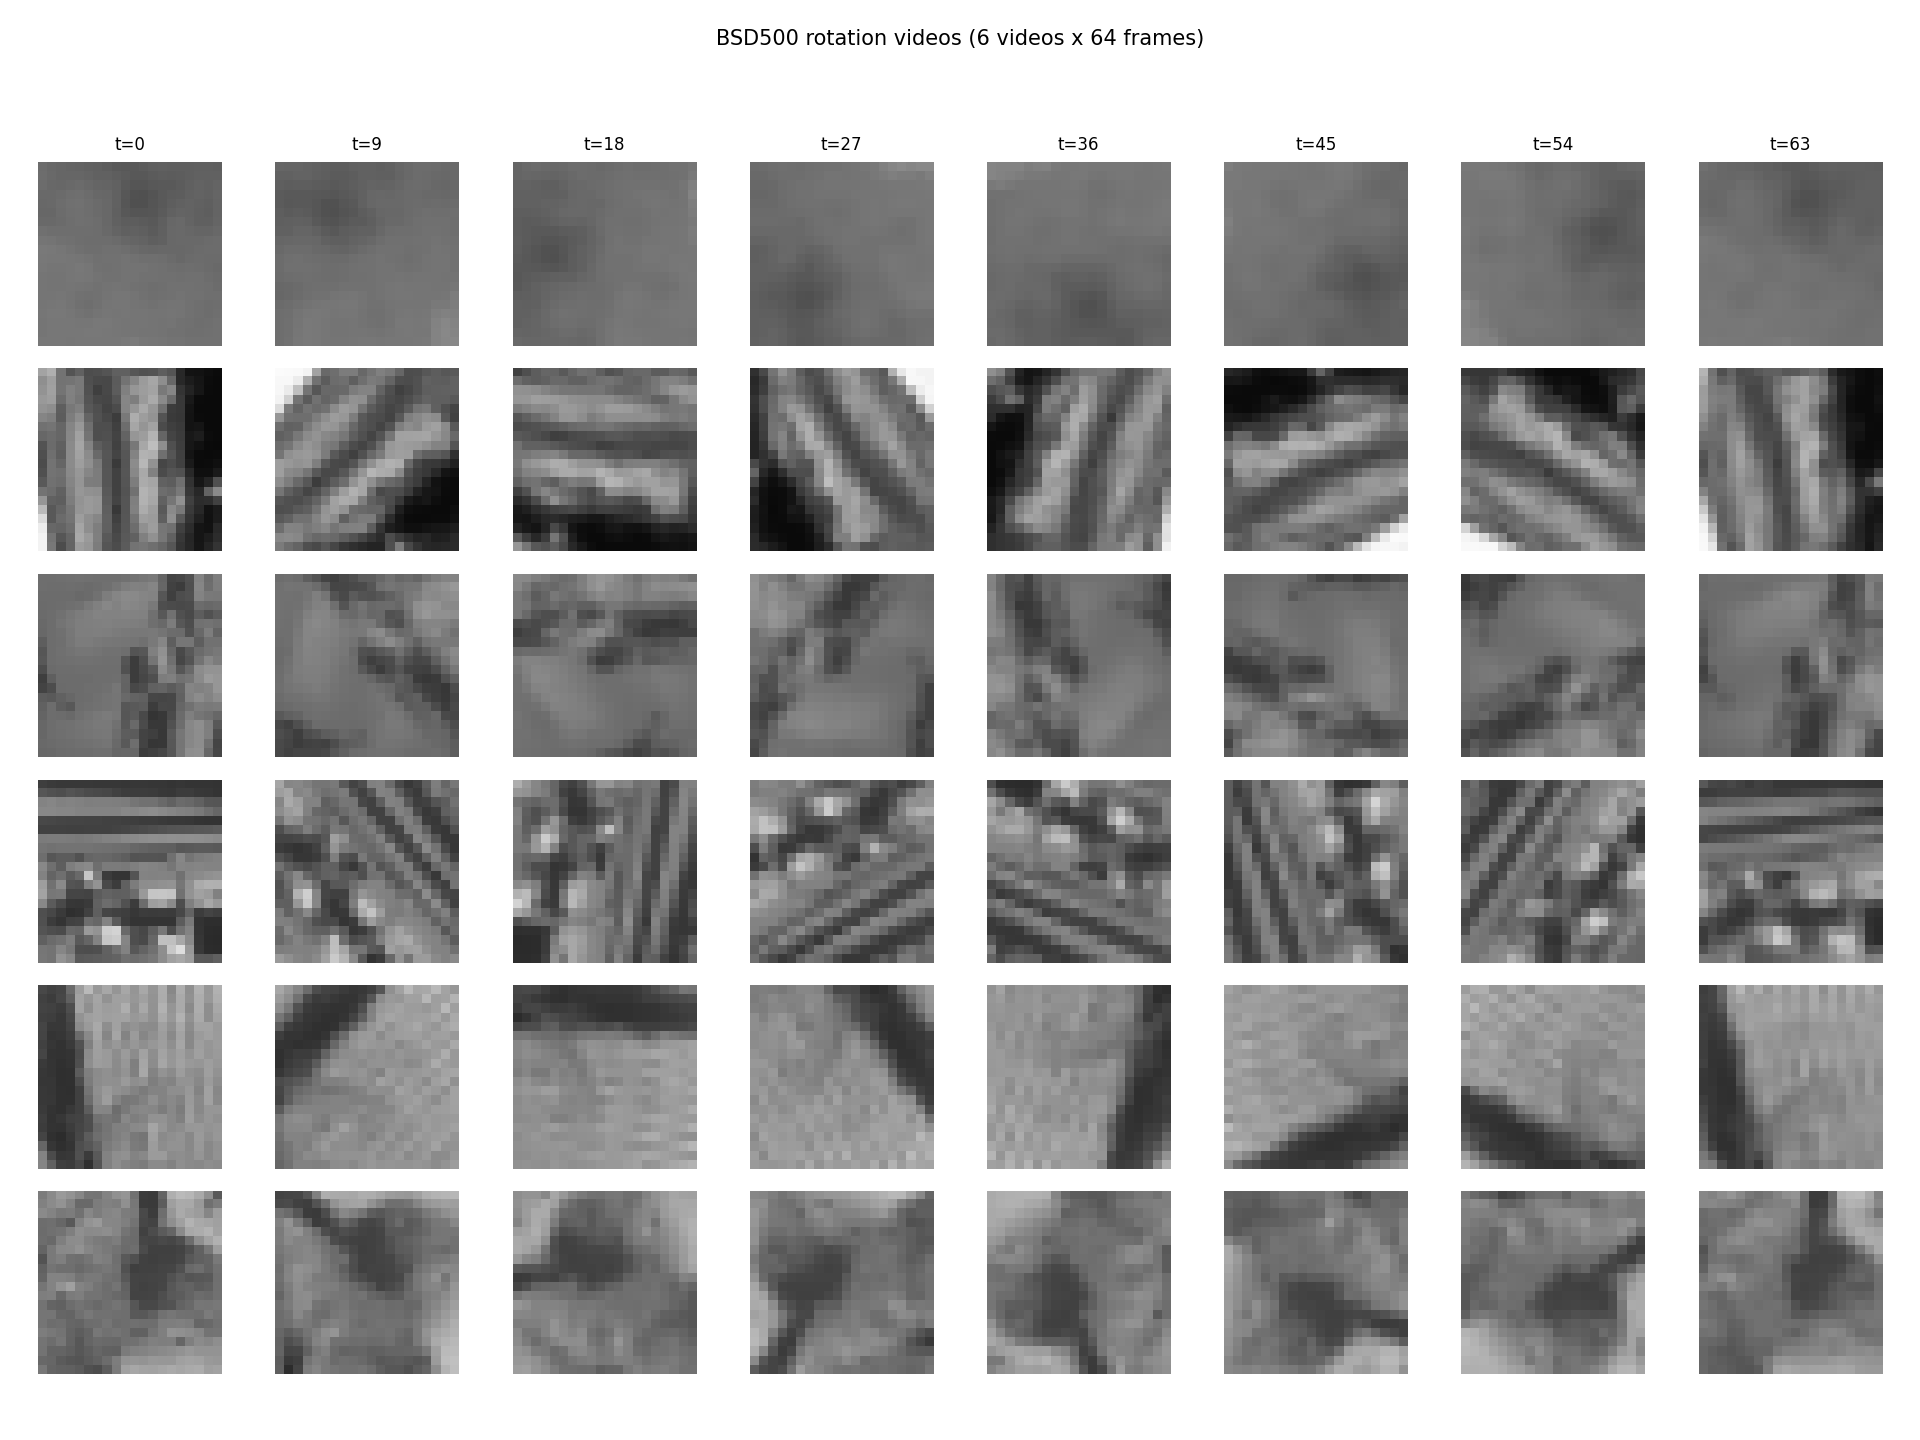 BSD500 rotation videos (6 videos x 64 frames)
t=0 t=9 t=18 t=27 t=36 t=45 t=54 t=63